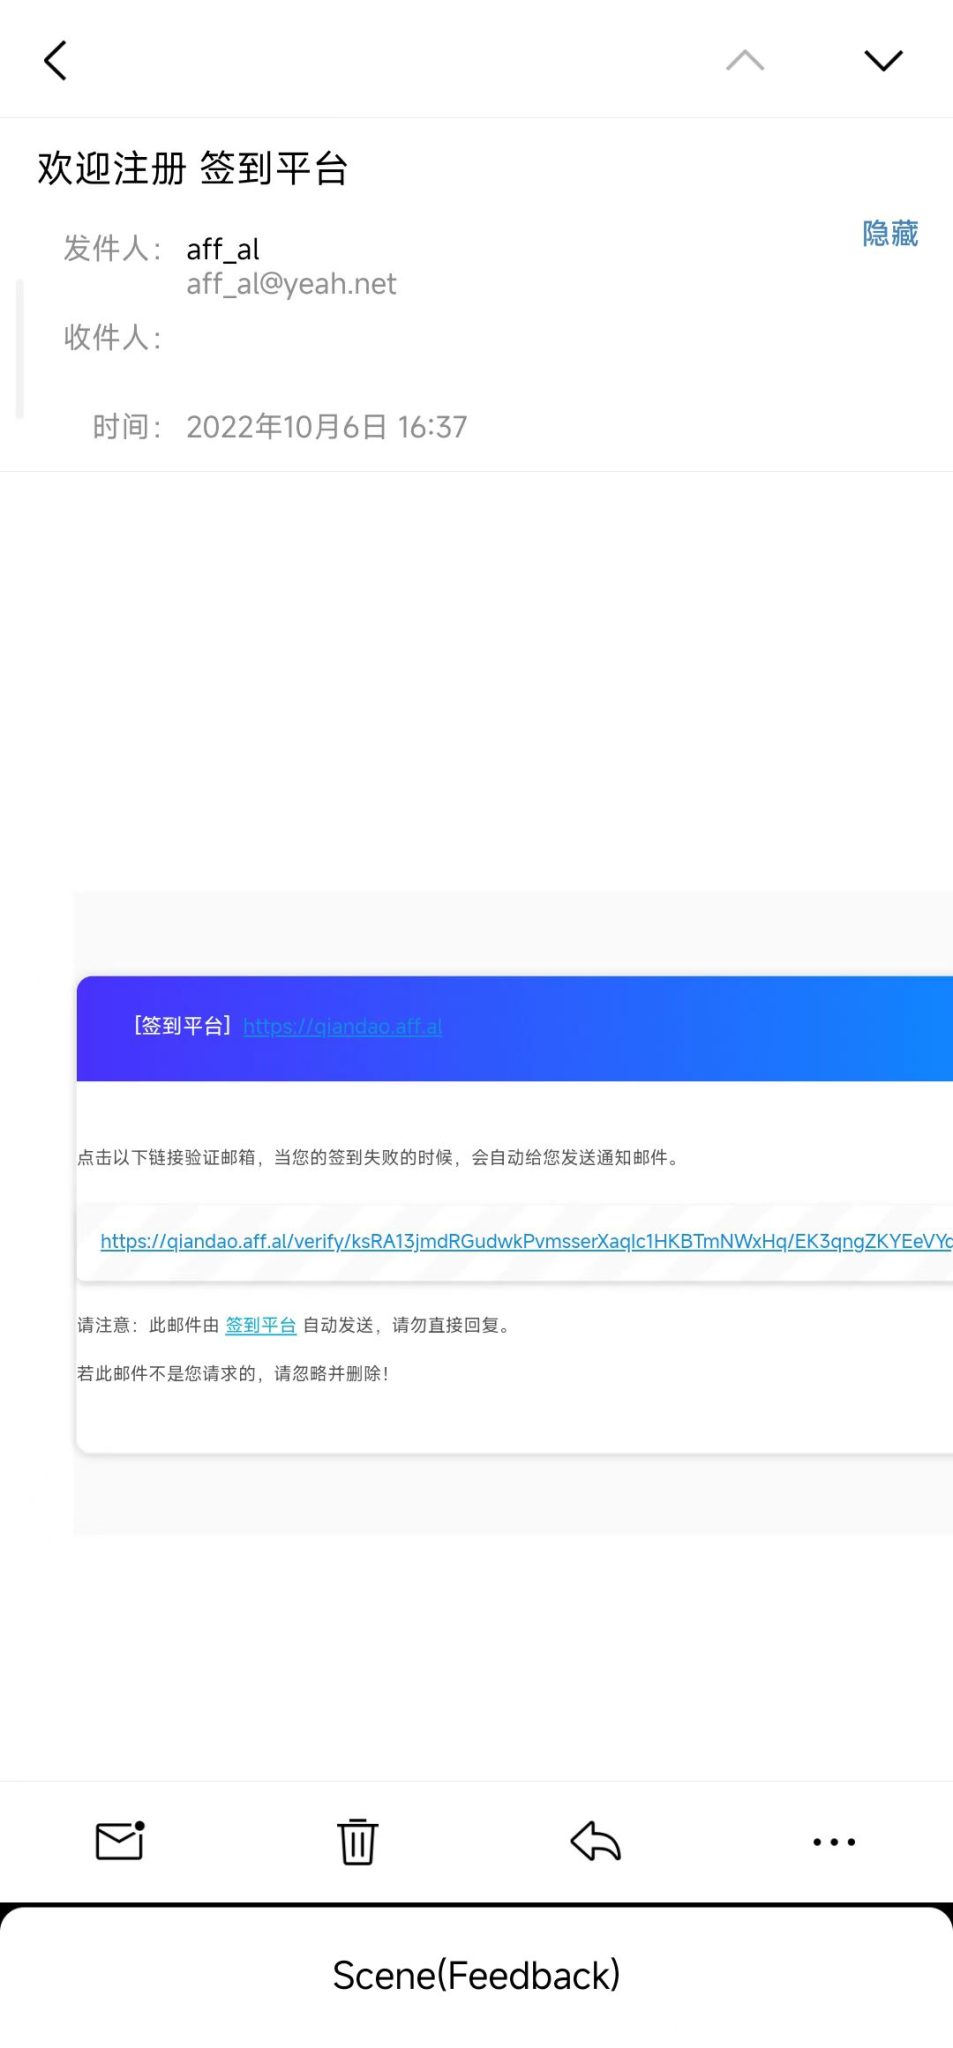 欢迎注册 签到平台
隐藏
发件人： aff_al
aff_al@yeah.net
收件人：
时间： 2022年10月6日 16:37
[签到平台] https://qiandao.aff.al
点击以下链接验证邮箱，当您的签到失败的时候，会自动给您发送通知邮件。
https://qiandao.aff.al/verify/ksRA13jmdRGudwkPvmsserXaqlc1HKBTmNWxHq/EK3qngZKYEeVYq
请注意：此邮件由 签到平台 自动发送，请勿直接回复。
若此邮件不是您请求的，请忽略并删除！
Scene(Feedback)